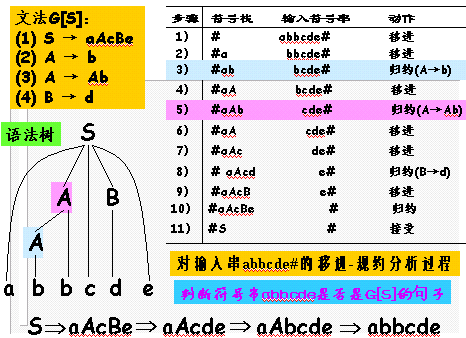 文法G[S]：
(1) S → aAcBe
(2) A → b
(3) A → Ab
(4) B → d
步骤 符号栈 输入符号串 动作
1) # abbcde# 移进
2) #a bbcde# 移进
3) #ab bcde# 归约(A→b)
4) #aA bcde# 移进
5) #aAb cde# 归约(A→Ab)
6) #aA cde# 移进
7) #aAc de# 移进
8) # aAcd e# 归约(B→d)
9) #aAcB e# 移进
10) #aAcBe # 归约
11) #S # 接受
语法树
S
A B
A
a b b c d e
对输入串abbcde#的移进-规约分析过程
判断符号串abbcde是否是G[S]的句子
S⇒aAcBe⇒aAcde⇒aAbcde⇒abbcde